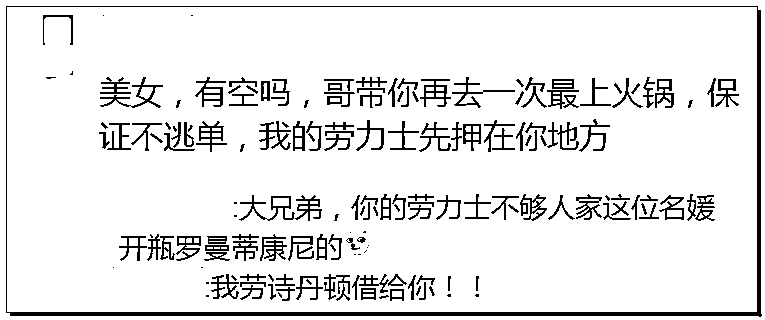 美女，有空吗，哥带你再去一次最上火锅，保
证不逃单，我的劳力士先押在你地方
:大兄弟，你的劳力士不够人家这位名媛
开瓶罗曼蒂康尼的
:我劳诗丹顿借给你！！